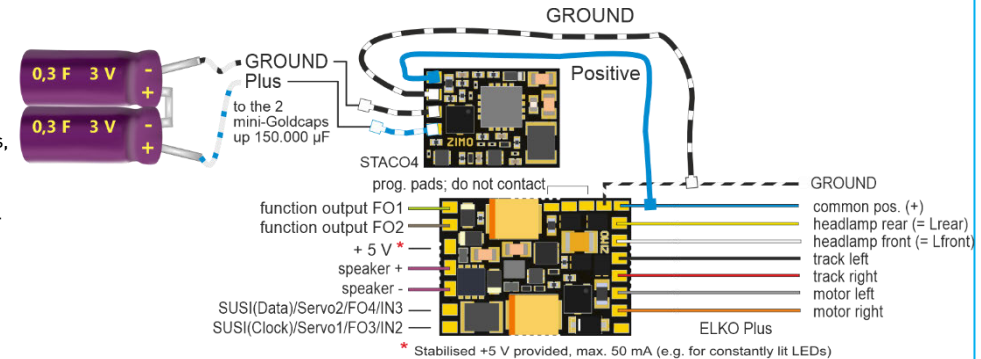 GROUND
0,3 F 3 V - +
0,3 F 3 V - +
GROUND
Plus
to the 2
mini-Goldcaps
up 150.000 µF
s,
Positive
ZIMO
STACO4
prog. pads; do not contact
GROUND
function output FO1
function output FO2
+ 5 V *
speaker +
speaker -
SUSI(Data)/Servo2/FO4/IN3
SUSI(Clock)/Servo1/FO3/IN2
ZIMO
common pos. (+)
headlamp rear (= Lrear)
headlamp front (= Lfront)
track left
track right
motor left
motor right
ELKO Plus
* Stabilised +5 V provided, max. 50 mA (e.g. for constantly lit LEDs)